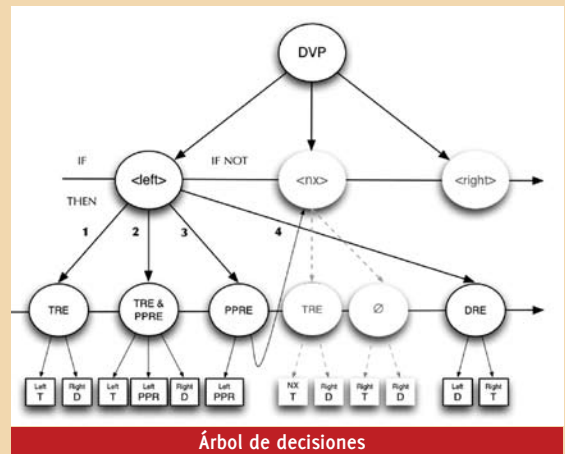 DVP
IF
IF NOT
<left>
<nx>
<right>
THEN
1
2
3
4
TRE
TRE &
PPRE
PPRE
TRE
Ø
DRE
Left
T
Right
D
Left
T
Left
PPR
Right
D
Left
PPR
NX
T
Right
D
Right
T
Right
D
Left
D
Right
T
Árbol de decisiones